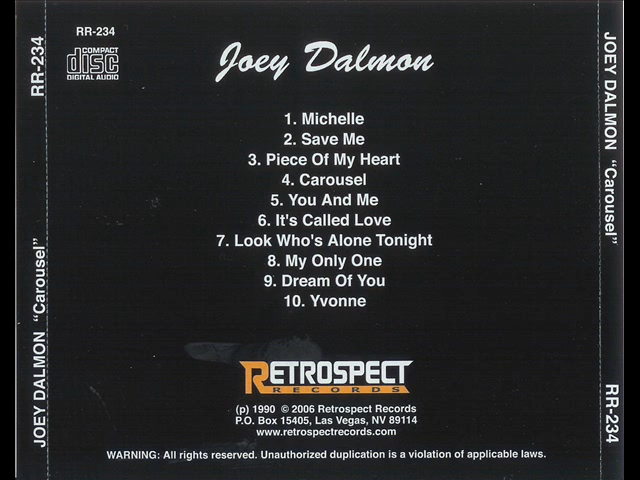 RR-234
COMPACT
disc
DIGITAL AUDIO
Joey Dalmon
1. Michelle
2. Save Me
3. Piece Of My Heart
4. Carousel
5. You And Me
6. It's Called Love
7. Look Who's Alone Tonight
8. My Only One
9. Dream Of You
10. Yvonne
RETROSPECT
RECORDS
(p) 1990 © 2006 Retrospect Records
P.O. Box 15405, Las Vegas, NV 89114
www.retrospectrecords.com
WARNING: All rights reserved. Unauthorized duplication is a violation of applicable laws.
JOEY DALMON "Carousel" RR-234
JOEY DALMON "Carousel" RR-234